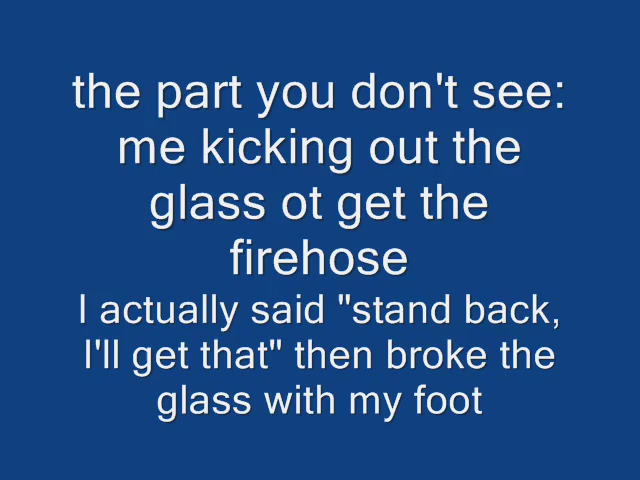 the part you don't see:
me kicking out the
glass ot get the
firehose
I actually said "stand back,
I'll get that" then broke the
glass with my foot